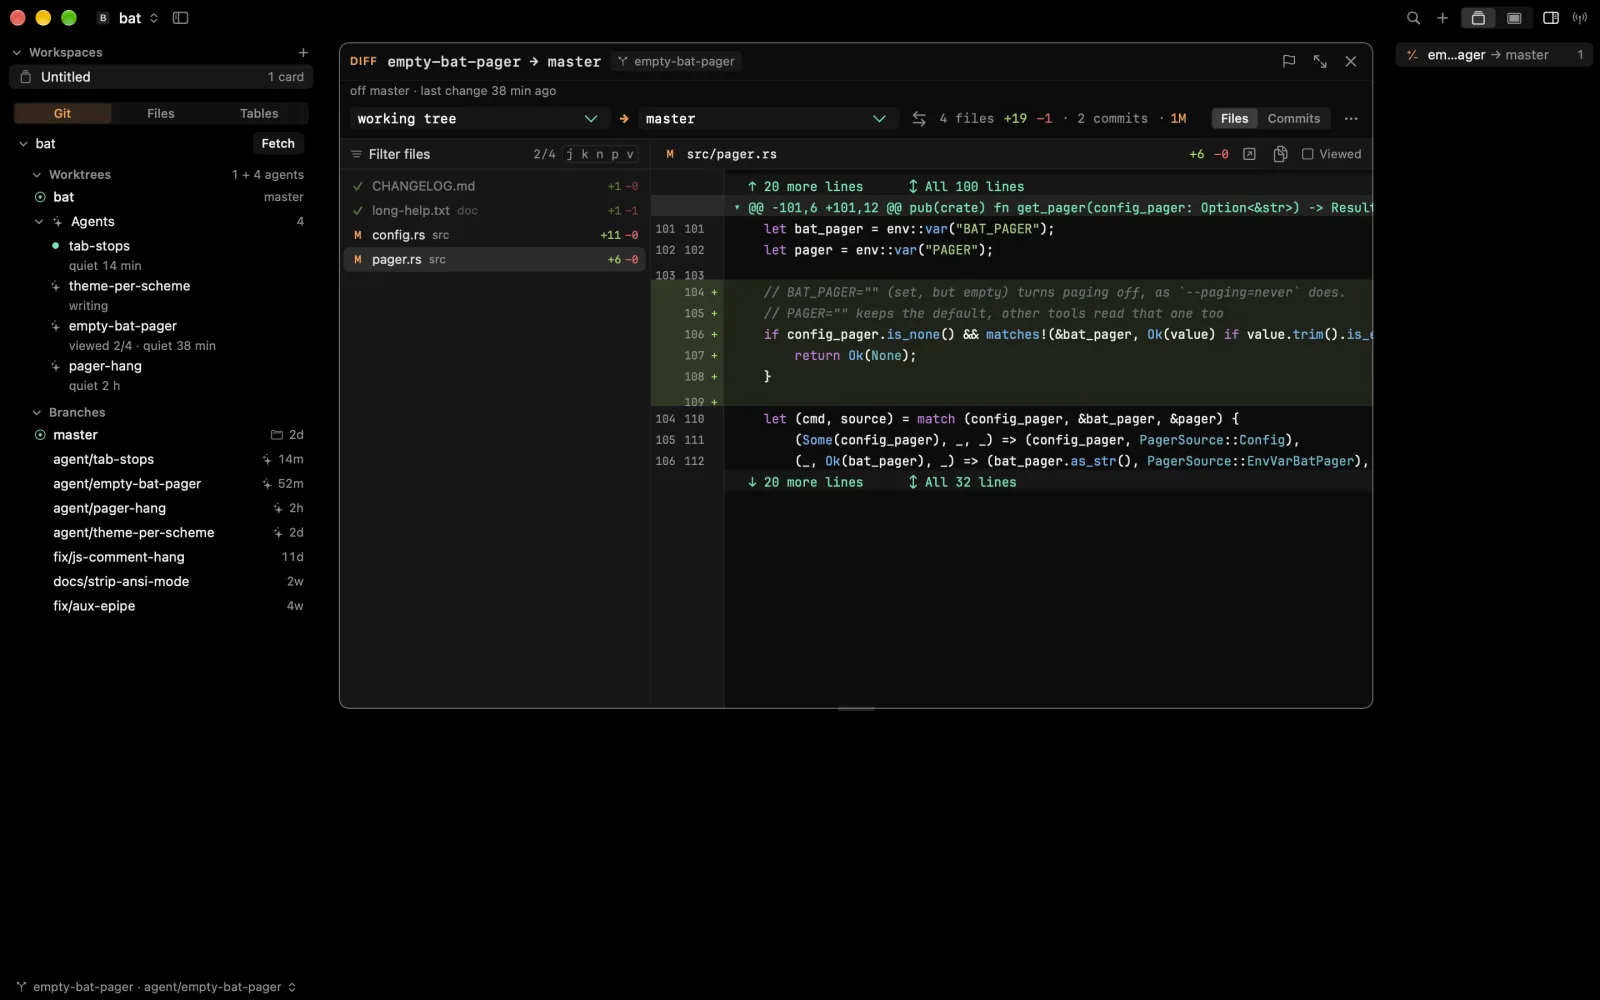 B bat
Workspaces
Untitled 1 card
Git Files Tables
bat Fetch
Worktrees 1 + 4 agents
bat master
Agents 4
tab-stops
quiet 14 min
theme-per-scheme
writing
empty-bat-pager
viewed 2/4 · quiet 38 min
pager-hang
quiet 2 h
Branches
master 2d
agent/tab-stops 14m
agent/empty-bat-pager 52m
agent/pager-hang 2h
agent/theme-per-scheme 2d
fix/js-comment-hang 11d
docs/strip-ansi-mode 2w
fix/aux-epipe 4w
empty-bat-pager · agent/empty-bat-pager
DIFF empty-bat-pager → master empty-bat-pager
off master · last change 38 min ago
working tree → master 4 files +19 −1 · 2 commits · 1M Files Commits ···
Filter files 2/4 j k n p v
CHANGELOG.md +1 −0
long-help.txt doc +1 −1
M config.rs src +11 −0
M pager.rs src +6 −0
M src/pager.rs +6 −0 Viewed
↑ 20 more lines ↕ All 100 lines
@@ -101,6 +101,12 @@ pub(crate) fn get_pager(config_pager: Option<&str>) -> Result
101 101 let bat_pager = env::var("BAT_PAGER");
102 102 let pager = env::var("PAGER");
103 103
104 + // BAT_PAGER="" (set, but empty) turns paging off, as `--paging=never` does.
105 + // PAGER="" keeps the default, other tools read that one too
106 + if config_pager.is_none() && matches!(&bat_pager, Ok(value) if value.trim().is_e
107 + return Ok(None);
108 + }
109 +
104 110 let (cmd, source) = match (config_pager, &bat_pager, &pager) {
105 111 (Some(config_pager), _, _) => (config_pager, PagerSource::Config),
106 112 (_, Ok(bat_pager), _) => (bat_pager.as_str(), PagerSource::EnvVarBatPager),
↓ 20 more lines ↕ All 32 lines
em...ager → master 1